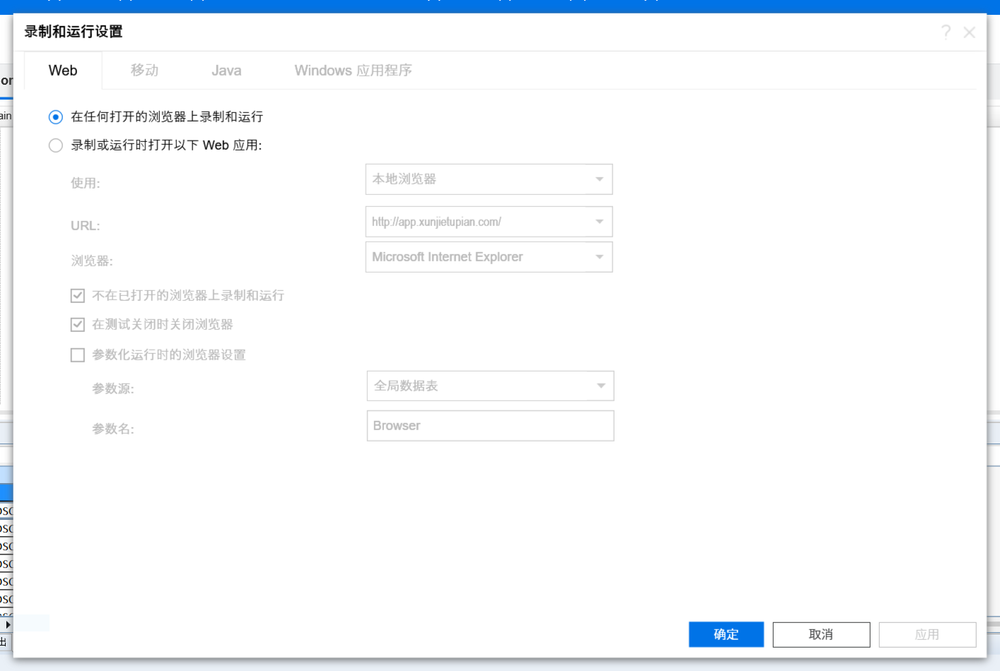 录制和运行设置
Web 移动 Java Windows 应用程序
在任何打开的浏览器上录制和运行
录制或运行时打开以下 Web 应用:
使用: 本地浏览器
URL: http://app.xunjietupian.com/
浏览器: Microsoft Internet Explorer
不在已打开的浏览器上录制和运行
在测试关闭时关闭浏览器
参数化运行时的浏览器设置
参数源: 全局数据表
参数名: Browser
确定 取消 应用